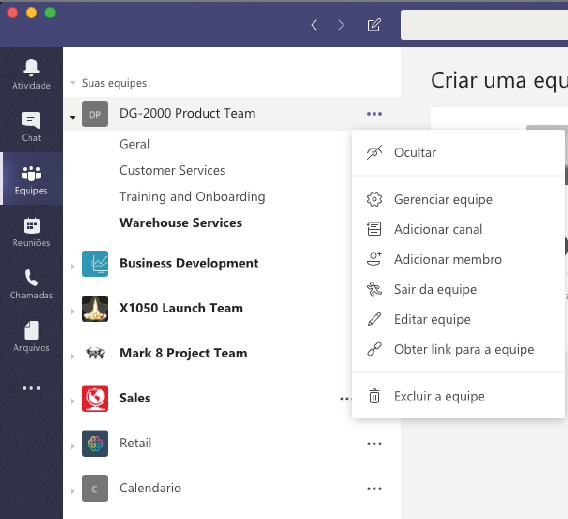 Criar uma equ
Atividade
Chat
Equipes
Reuniões
Chamadas
Arquivos
Suas equipes
DP DG-2000 Product Team
Geral
Customer Services
Training and Onboarding
Warehouse Services
Business Development
X1050 Launch Team
Mark 8 Project Team
Sales
Retail
C Calendario
Ocultar
Gerenciar equipe
Adicionar canal
Adicionar membro
Sair da equipe
Editar equipe
Obter link para a equipe
Excluir a equipe